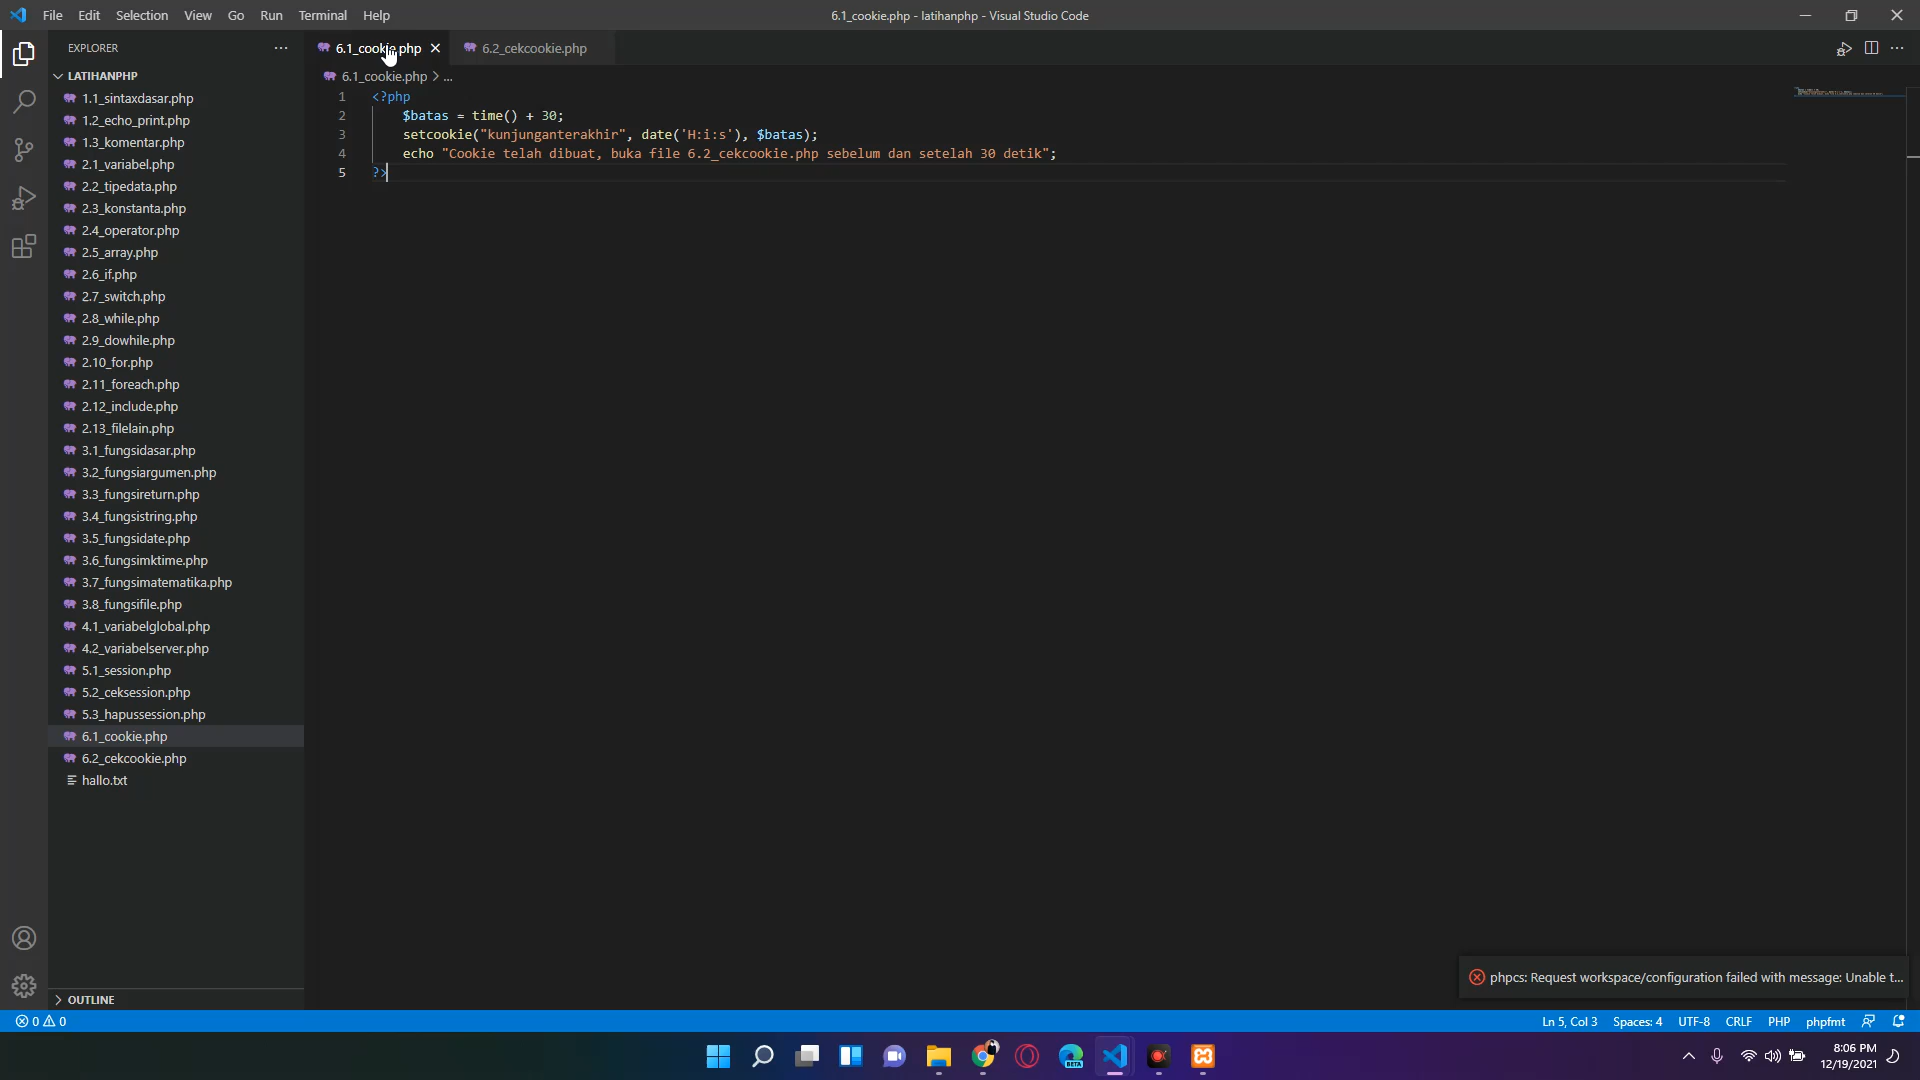 File Edit Selection View Go Run Terminal Help
6.1_cookie.php - latihanphp - Visual Studio Code
EXPLORER
6.1_cookie.php
6.2_cekcookie.php
LATIHANPHP
1.1_sintaxdasar.php
1.2_echo_print.php
1.3_komentar.php
2.1_variabel.php
2.2_tipedata.php
2.3_konstanta.php
2.4_operator.php
2.5_array.php
2.6_if.php
2.7_switch.php
2.8_while.php
2.9_dowhile.php
2.10_for.php
2.11_foreach.php
2.12_include.php
2.13_filelain.php
3.1_fungsidasar.php
3.2_fungsiargumen.php
3.3_fungsireturn.php
3.4_fungsistring.php
3.5_fungsidate.php
3.6_fungsimktime.php
3.7_fungsimatematika.php
3.8_fungsifile.php
4.1_variabelglobal.php
4.2_variabelserver.php
5.1_session.php
5.2_ceksession.php
5.3_hapussession.php
6.1_cookie.php
6.2_cekcookie.php
hallo.txt
OUTLINE
6.1_cookie.php > ...
1 <?php
2 $batas = time() + 30;
3 setcookie("kunjunganterakhir", date('H:i:s'), $batas);
4 echo "Cookie telah dibuat, buka file 6.2_cekcookie.php sebelum dan setelah 30 detik";
5 ?>
phpcs: Request workspace/configuration failed with message: Unable t...
0 0
Ln 5, Col 3 Spaces: 4 UTF-8 CRLF PHP phpfmt
BETA
8:06 PM
12/19/2021